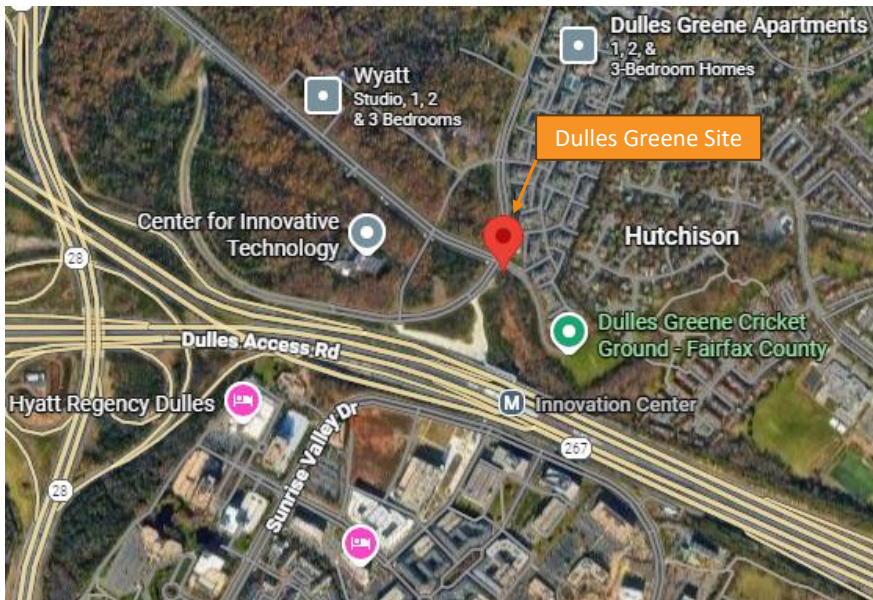 Dulles Greene Apartments
1, 2, &
3-Bedroom Homes
Wyatt
Studio, 1, 2
& 3 Bedrooms
Dulles Greene Site
Center for Innovative
Technology
Hutchison
28
Dulles Access Rd
Dulles Greene Cricket
Ground - Fairfax County
Hyatt Regency Dulles
M Innovation Center
Sunrise Valley Dr
267
28